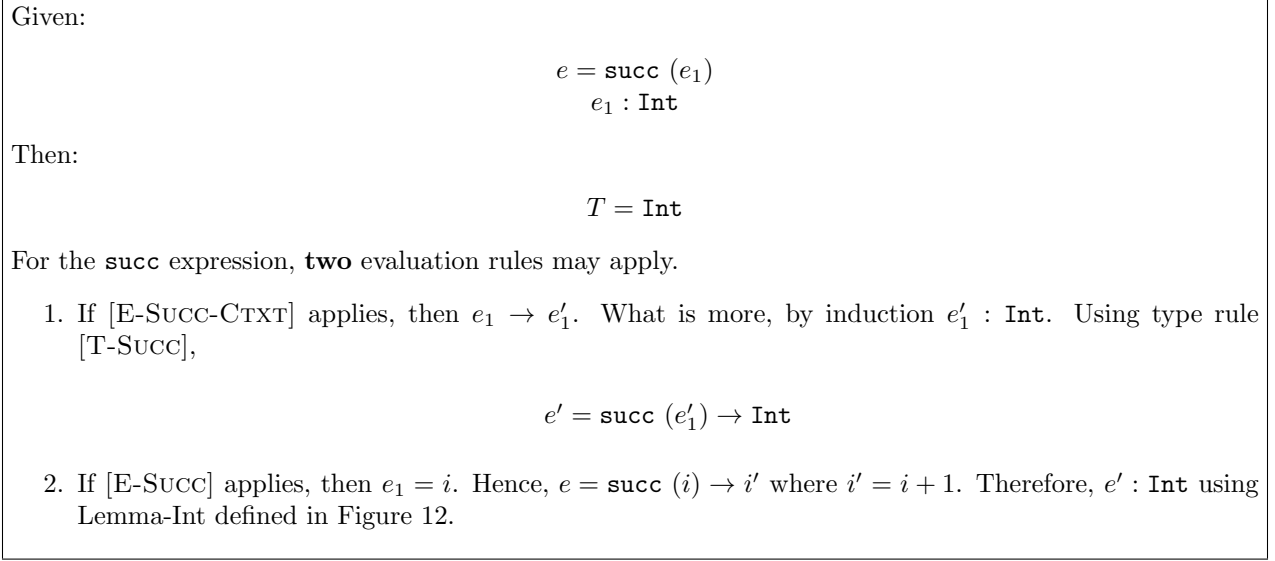 Given:
e = succ (e₁)
e₁ : Int
Then:
T = Int
For the succ expression, two evaluation rules may apply.
1. If [E-Succ-Ctxt] applies, then e₁ → e′₁. What is more, by induction e′₁ : Int. Using type rule
[T-Succ],
e′ = succ (e′₁) → Int
2. If [E-Succ] applies, then e₁ = i. Hence, e = succ (i) → i′ where i′ = i + 1. Therefore, e′ : Int using
Lemma-Int defined in Figure 12.